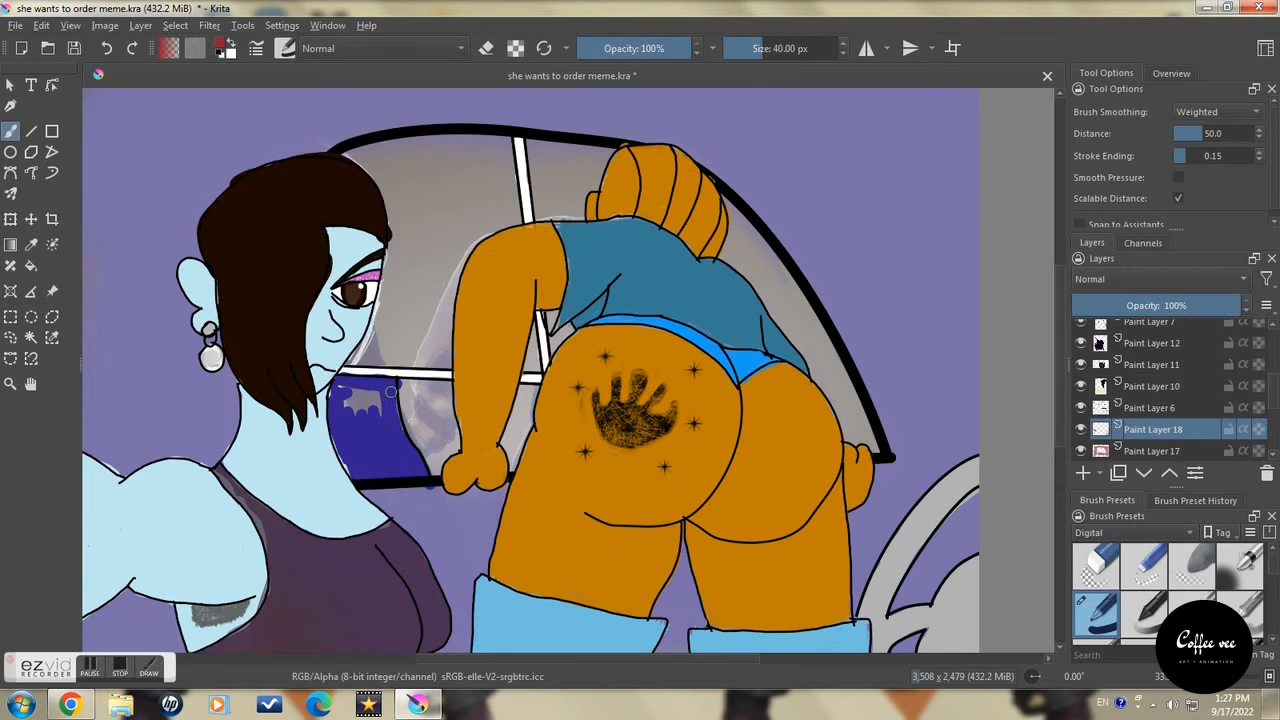 she wants to order meme.kra (432.2 MiB)  * - Krita
File Edit View Image Layer Select Filter Tools Settings Window Help
Normal Opacity: 100% Size: 40.00 px
she wants to order meme.kra *
Tool Options Overview
Tool Options
Brush Smoothing: Weighted
Distance: 50.0
Stroke Ending: 0.15
Smooth Pressure:
Scalable Distance:
Snap to Assistants
Layers Channels
Layers
Normal
Opacity: 100%
Paint Layer 7
Paint Layer 12
Paint Layer 11
Paint Layer 10
Paint Layer 6
Paint Layer 18
Paint Layer 17
Brush Presets Brush Preset History
Brush Presets
Digital Tag
Search
Coffee vee
ART + ANIMATION
ezvid
RECORDER
PAUSE STOP DRAW
RGB/Alpha (8-bit integer/channel) sRGB-elle-V2-srgbtrc.icc
3,508 x 2,479 (432.2 MiB)
0.00°
EN
1:27 PM
9/17/2022